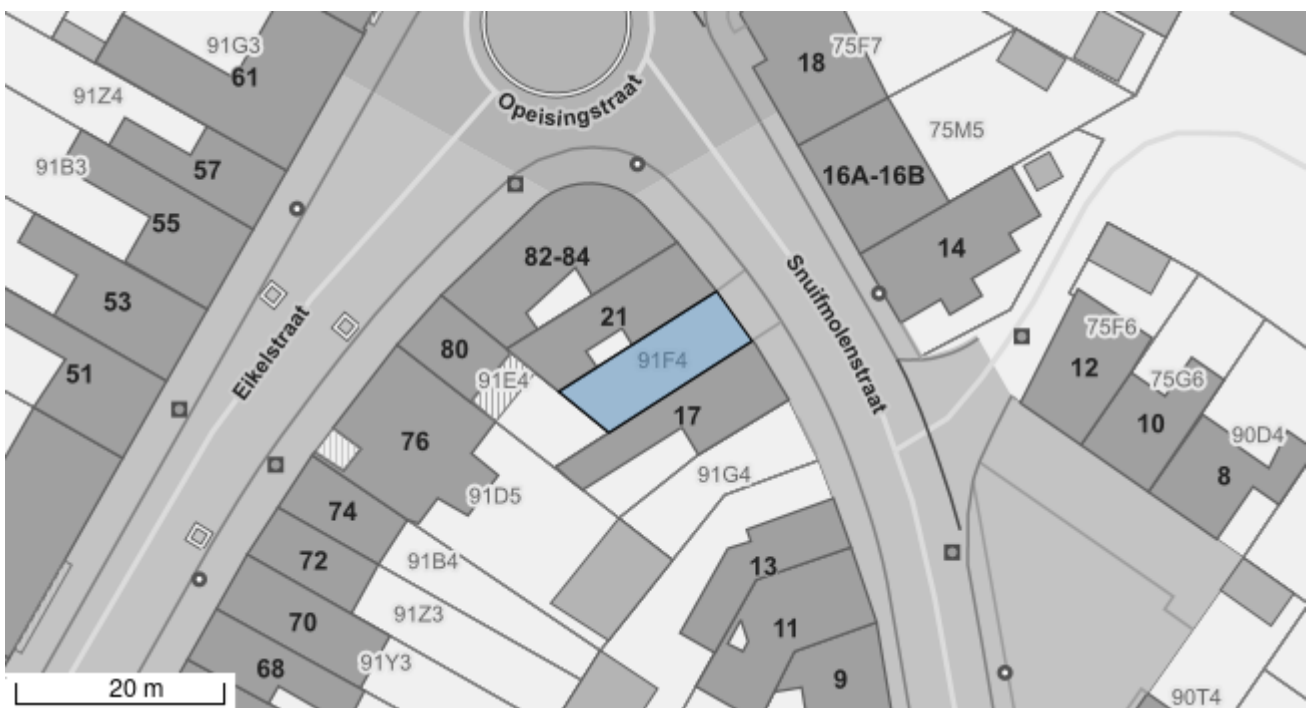 91G3
61
91Z4
57
91B3
55
53
51
Opeisingstraat
Eikelstraat
Snuifmolenstraat
18
75F7
75M5
16A-16B
14
82-84
21
80
91E4
91F4
17
76
91G4
91D5
74
72
70
68
91B4
91Z3
91Y3
13
11
9
75F6
12
75G6
10
90D4
8
90T4
20 m